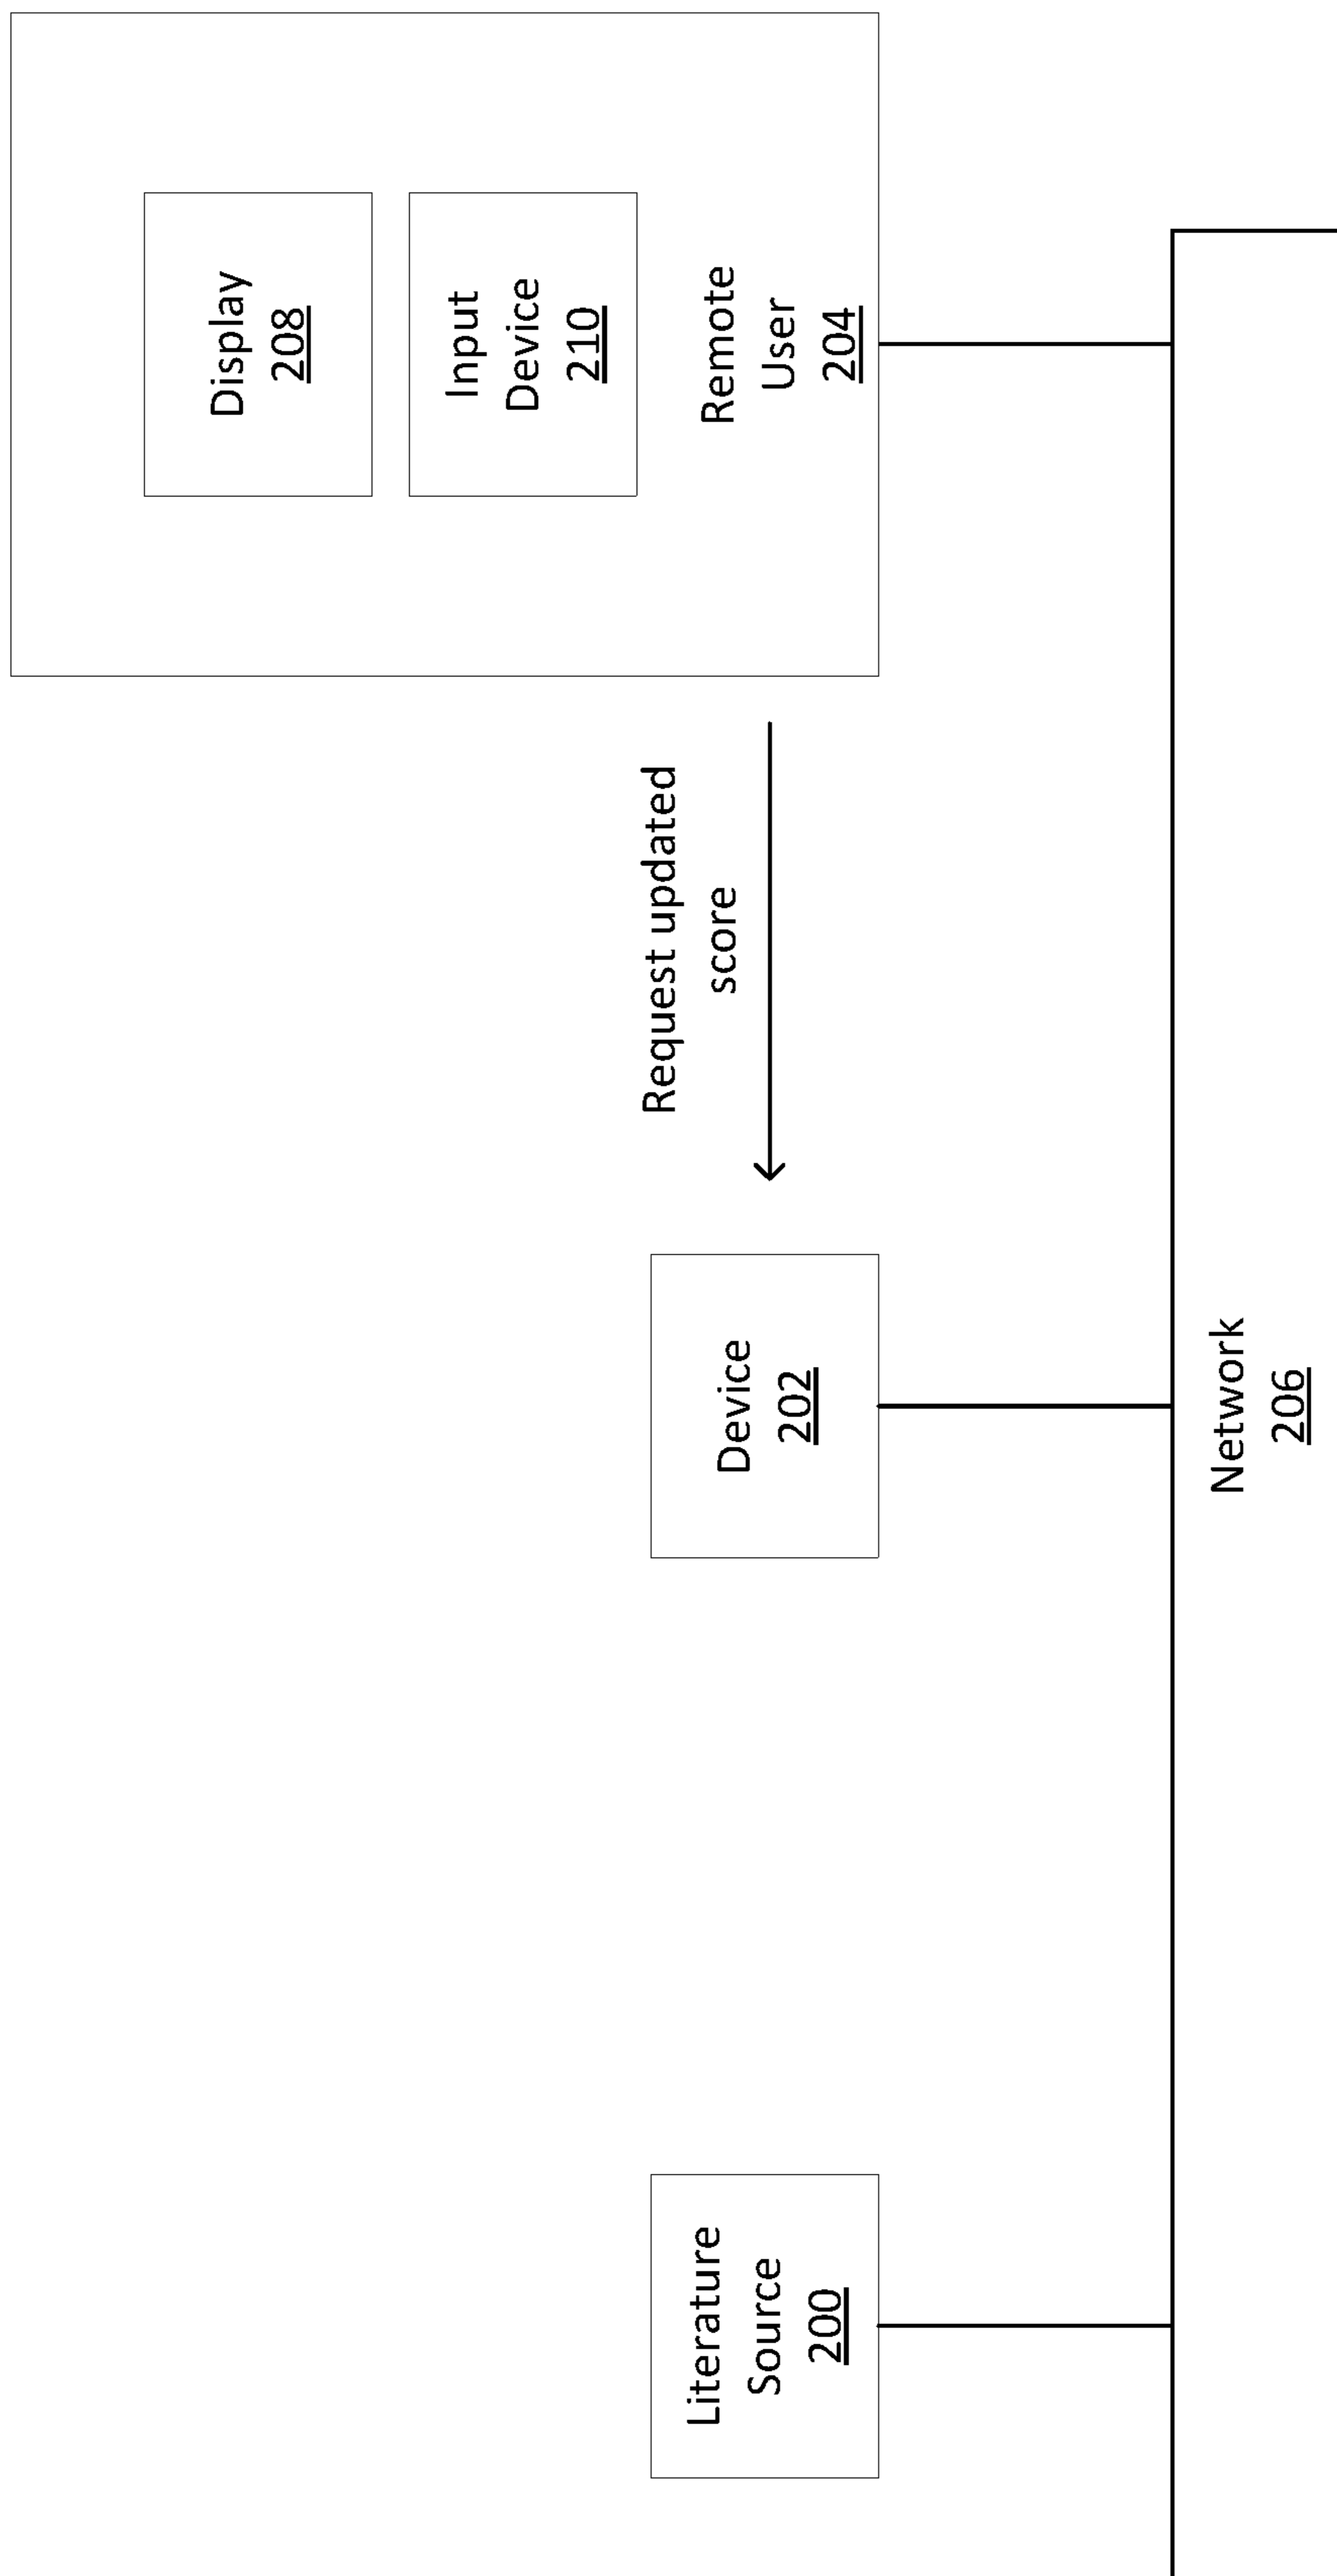 Literature
Source
200
Device
202
Request updated
score
Display
208
Input
Device
210
Remote
User
204
Network
206